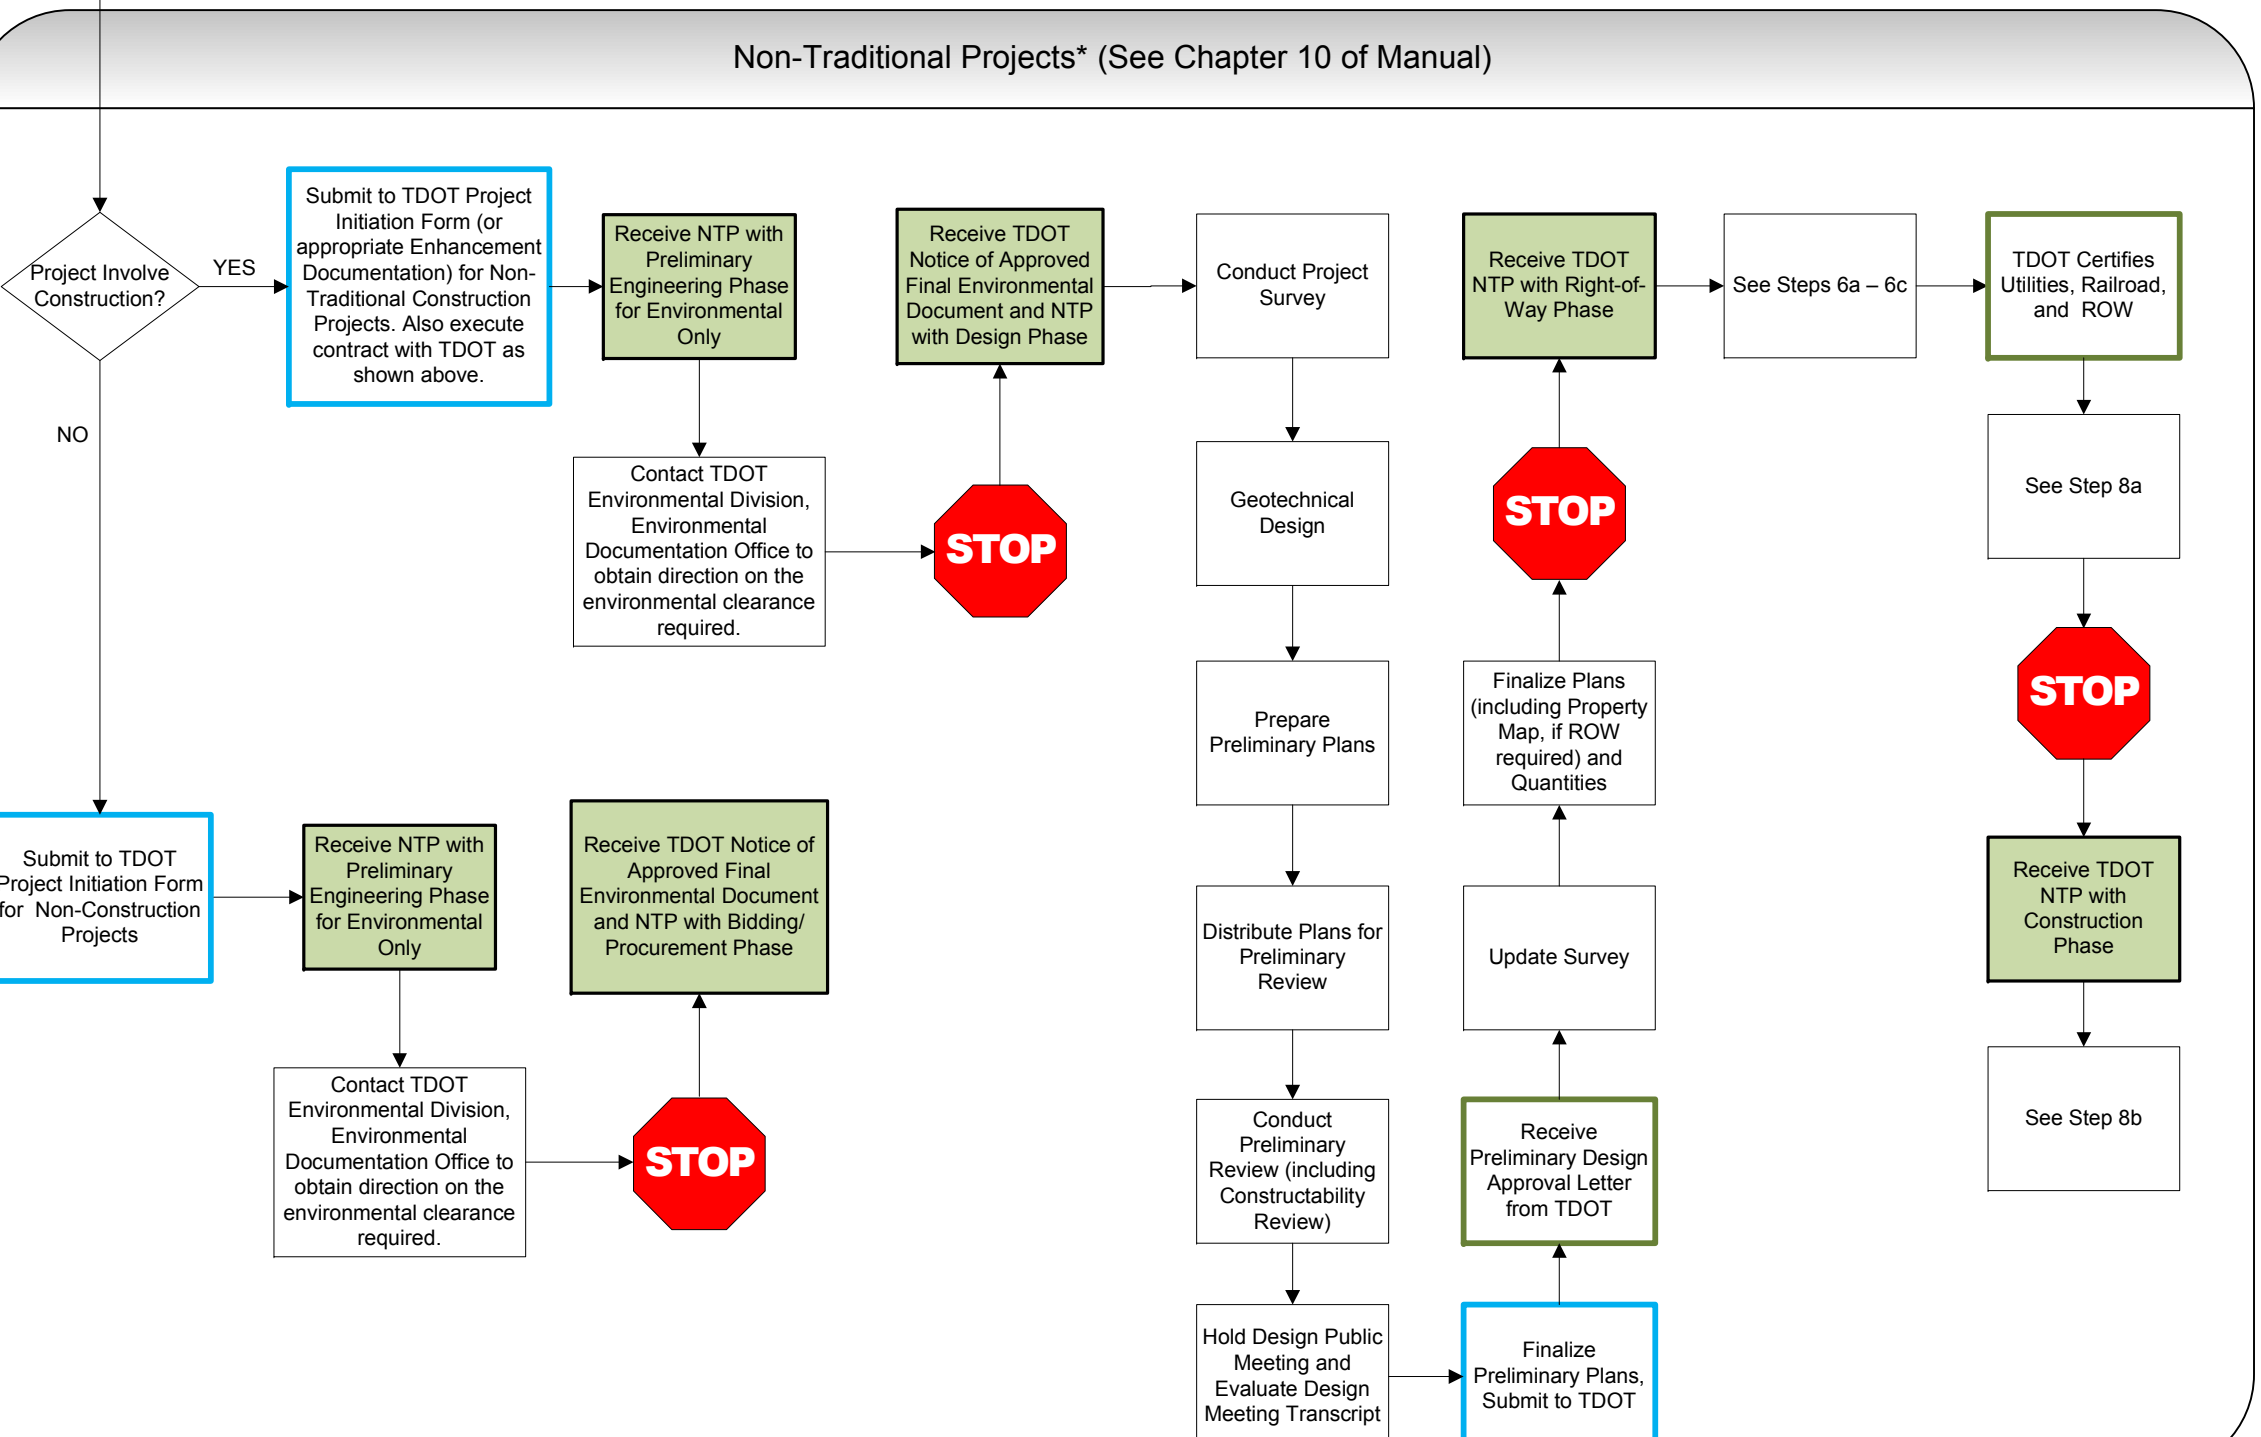 Non-Traditional Projects* (See Chapter 10 of Manual)
Project Involve
Construction?
YES
NO
Submit to TDOT Project
Initiation Form (or
appropriate Enhancement
Documentation) for Non-
Traditional Construction
Projects. Also execute
contract with TDOT as
shown above.
Receive NTP with
Preliminary
Engineering Phase
for Environmental
Only
Contact TDOT
Environmental Division,
Environmental
Documentation Office to
obtain direction on the
environmental clearance
required.
STOP
Receive TDOT
Notice of Approved
Final Environmental
Document and NTP
with Design Phase
Conduct Project
Survey
Geotechnical
Design
Prepare
Preliminary Plans
Distribute Plans for
Preliminary
Review
Conduct
Preliminary
Review (including
Constructability
Review)
Hold Design Public
Meeting and
Evaluate Design
Meeting Transcript
Finalize
Preliminary Plans,
Submit to TDOT
Receive
Preliminary Design
Approval Letter
from TDOT
Update Survey
Finalize Plans
(including Property
Map, if ROW
required) and
Quantities
STOP
Receive TDOT
NTP with Right-of-
Way Phase
See Steps 6a – 6c
TDOT Certifies
Utilities, Railroad,
and ROW
See Step 8a
STOP
Receive TDOT
NTP with
Construction
Phase
See Step 8b
Submit to TDOT
Project Initiation Form
for Non-Construction
Projects
Receive NTP with
Preliminary
Engineering Phase
for Environmental
Only
Contact TDOT
Environmental Division,
Environmental
Documentation Office to
obtain direction on the
environmental clearance
required.
STOP
Receive TDOT Notice of
Approved Final
Environmental Document
and NTP with Bidding/
Procurement Phase